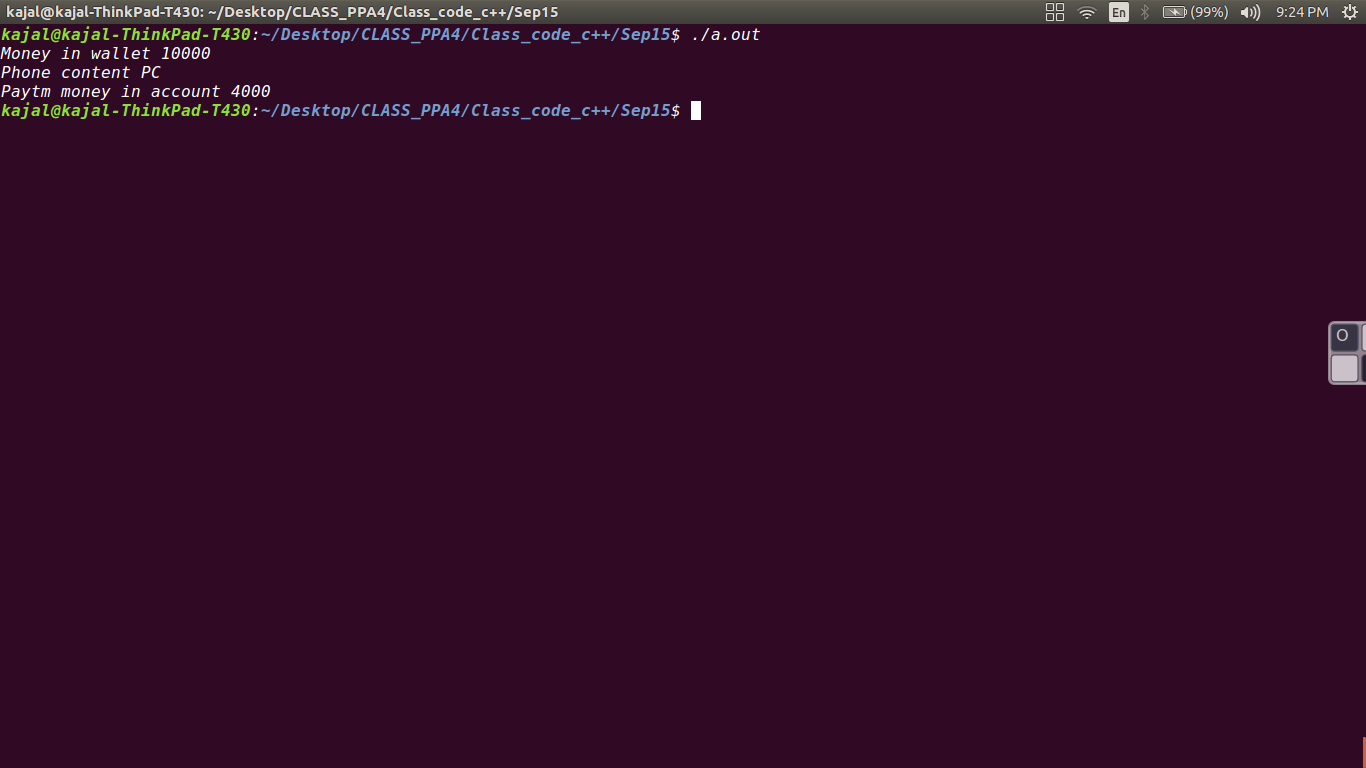 kajal@kajal-ThinkPad-T430: ~/Desktop/CLASS_PPA4/Class_code_c++/Sep15 En (99%) 9:24 PM
kajal@kajal-ThinkPad-T430:~/Desktop/CLASS_PPA4/Class_code_c++/Sep15$ ./a.out
Money in wallet 10000
Phone content PC
Paytm money in account 4000
kajal@kajal-ThinkPad-T430:~/Desktop/CLASS_PPA4/Class_code_c++/Sep15$
O